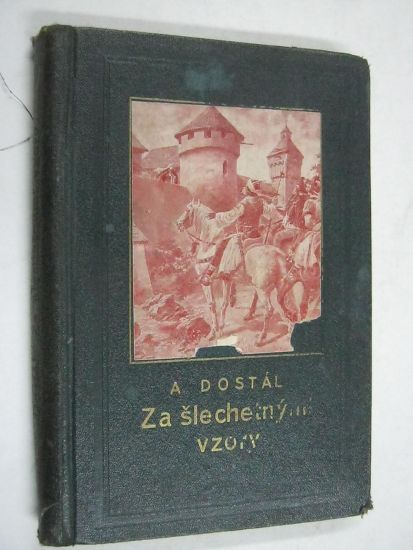 A DOSTÁL
Za šlechetnými
vzory